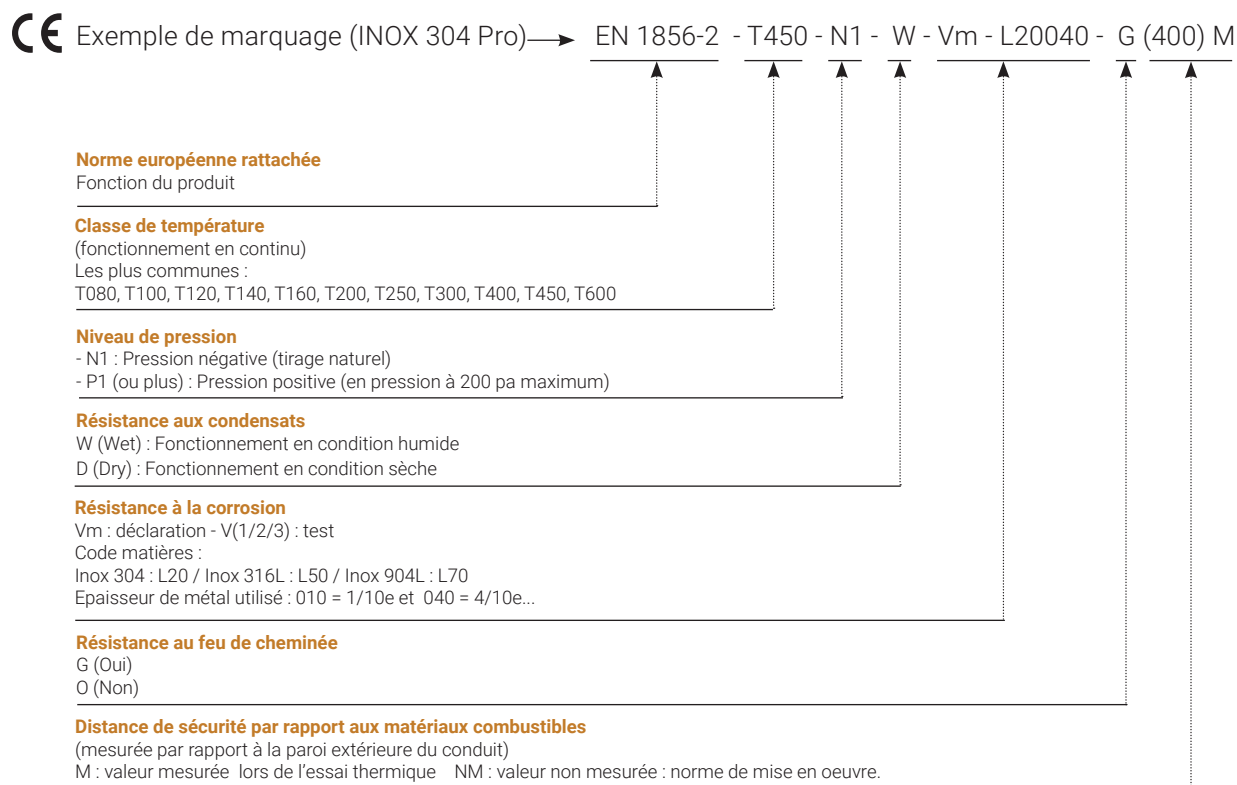 CE Exemple de marquage (INOX 304 Pro) EN 1856-2 - T450 - N1 - W - Vm - L20040 - G (400) M
Norme européenne rattachée
Fonction du produit
Classe de température
(fonctionnement en continu)
Les plus communes :
T080, T100, T120, T140, T160, T200, T250, T300, T400, T450, T600
Niveau de pression
- N1 : Pression négative (tirage naturel)
- P1 (ou plus) : Pression positive (en pression à 200 pa maximum)
Résistance aux condensats
W (Wet) : Fonctionnement en condition humide
D (Dry) : Fonctionnement en condition sèche
Résistance à la corrosion
Vm : déclaration - V(1/2/3) : test
Code matières :
Inox 304 : L20 / Inox 316L : L50 / Inox 904L : L70
Epaisseur de métal utilisé : 010 = 1/10e et 040 = 4/10e...
Résistance au feu de cheminée
G (Oui)
O (Non)
Distance de sécurité par rapport aux matériaux combustibles
(mesurée par rapport à la paroi extérieure du conduit)
M : valeur mesurée lors de l'essai thermique NM : valeur non mesurée : norme de mise en oeuvre.